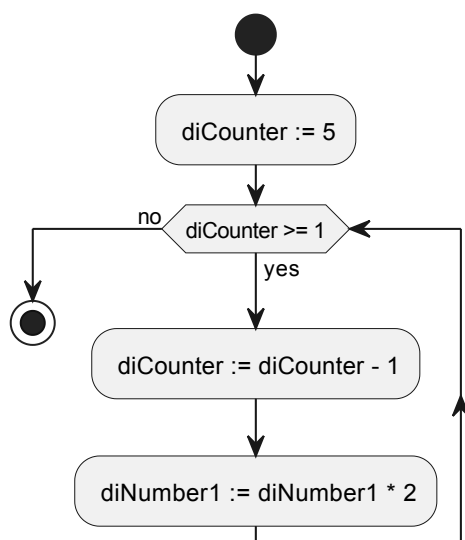 diCounter := 5
diCounter >= 1
no
yes
diCounter := diCounter - 1
diNumber1 := diNumber1 * 2